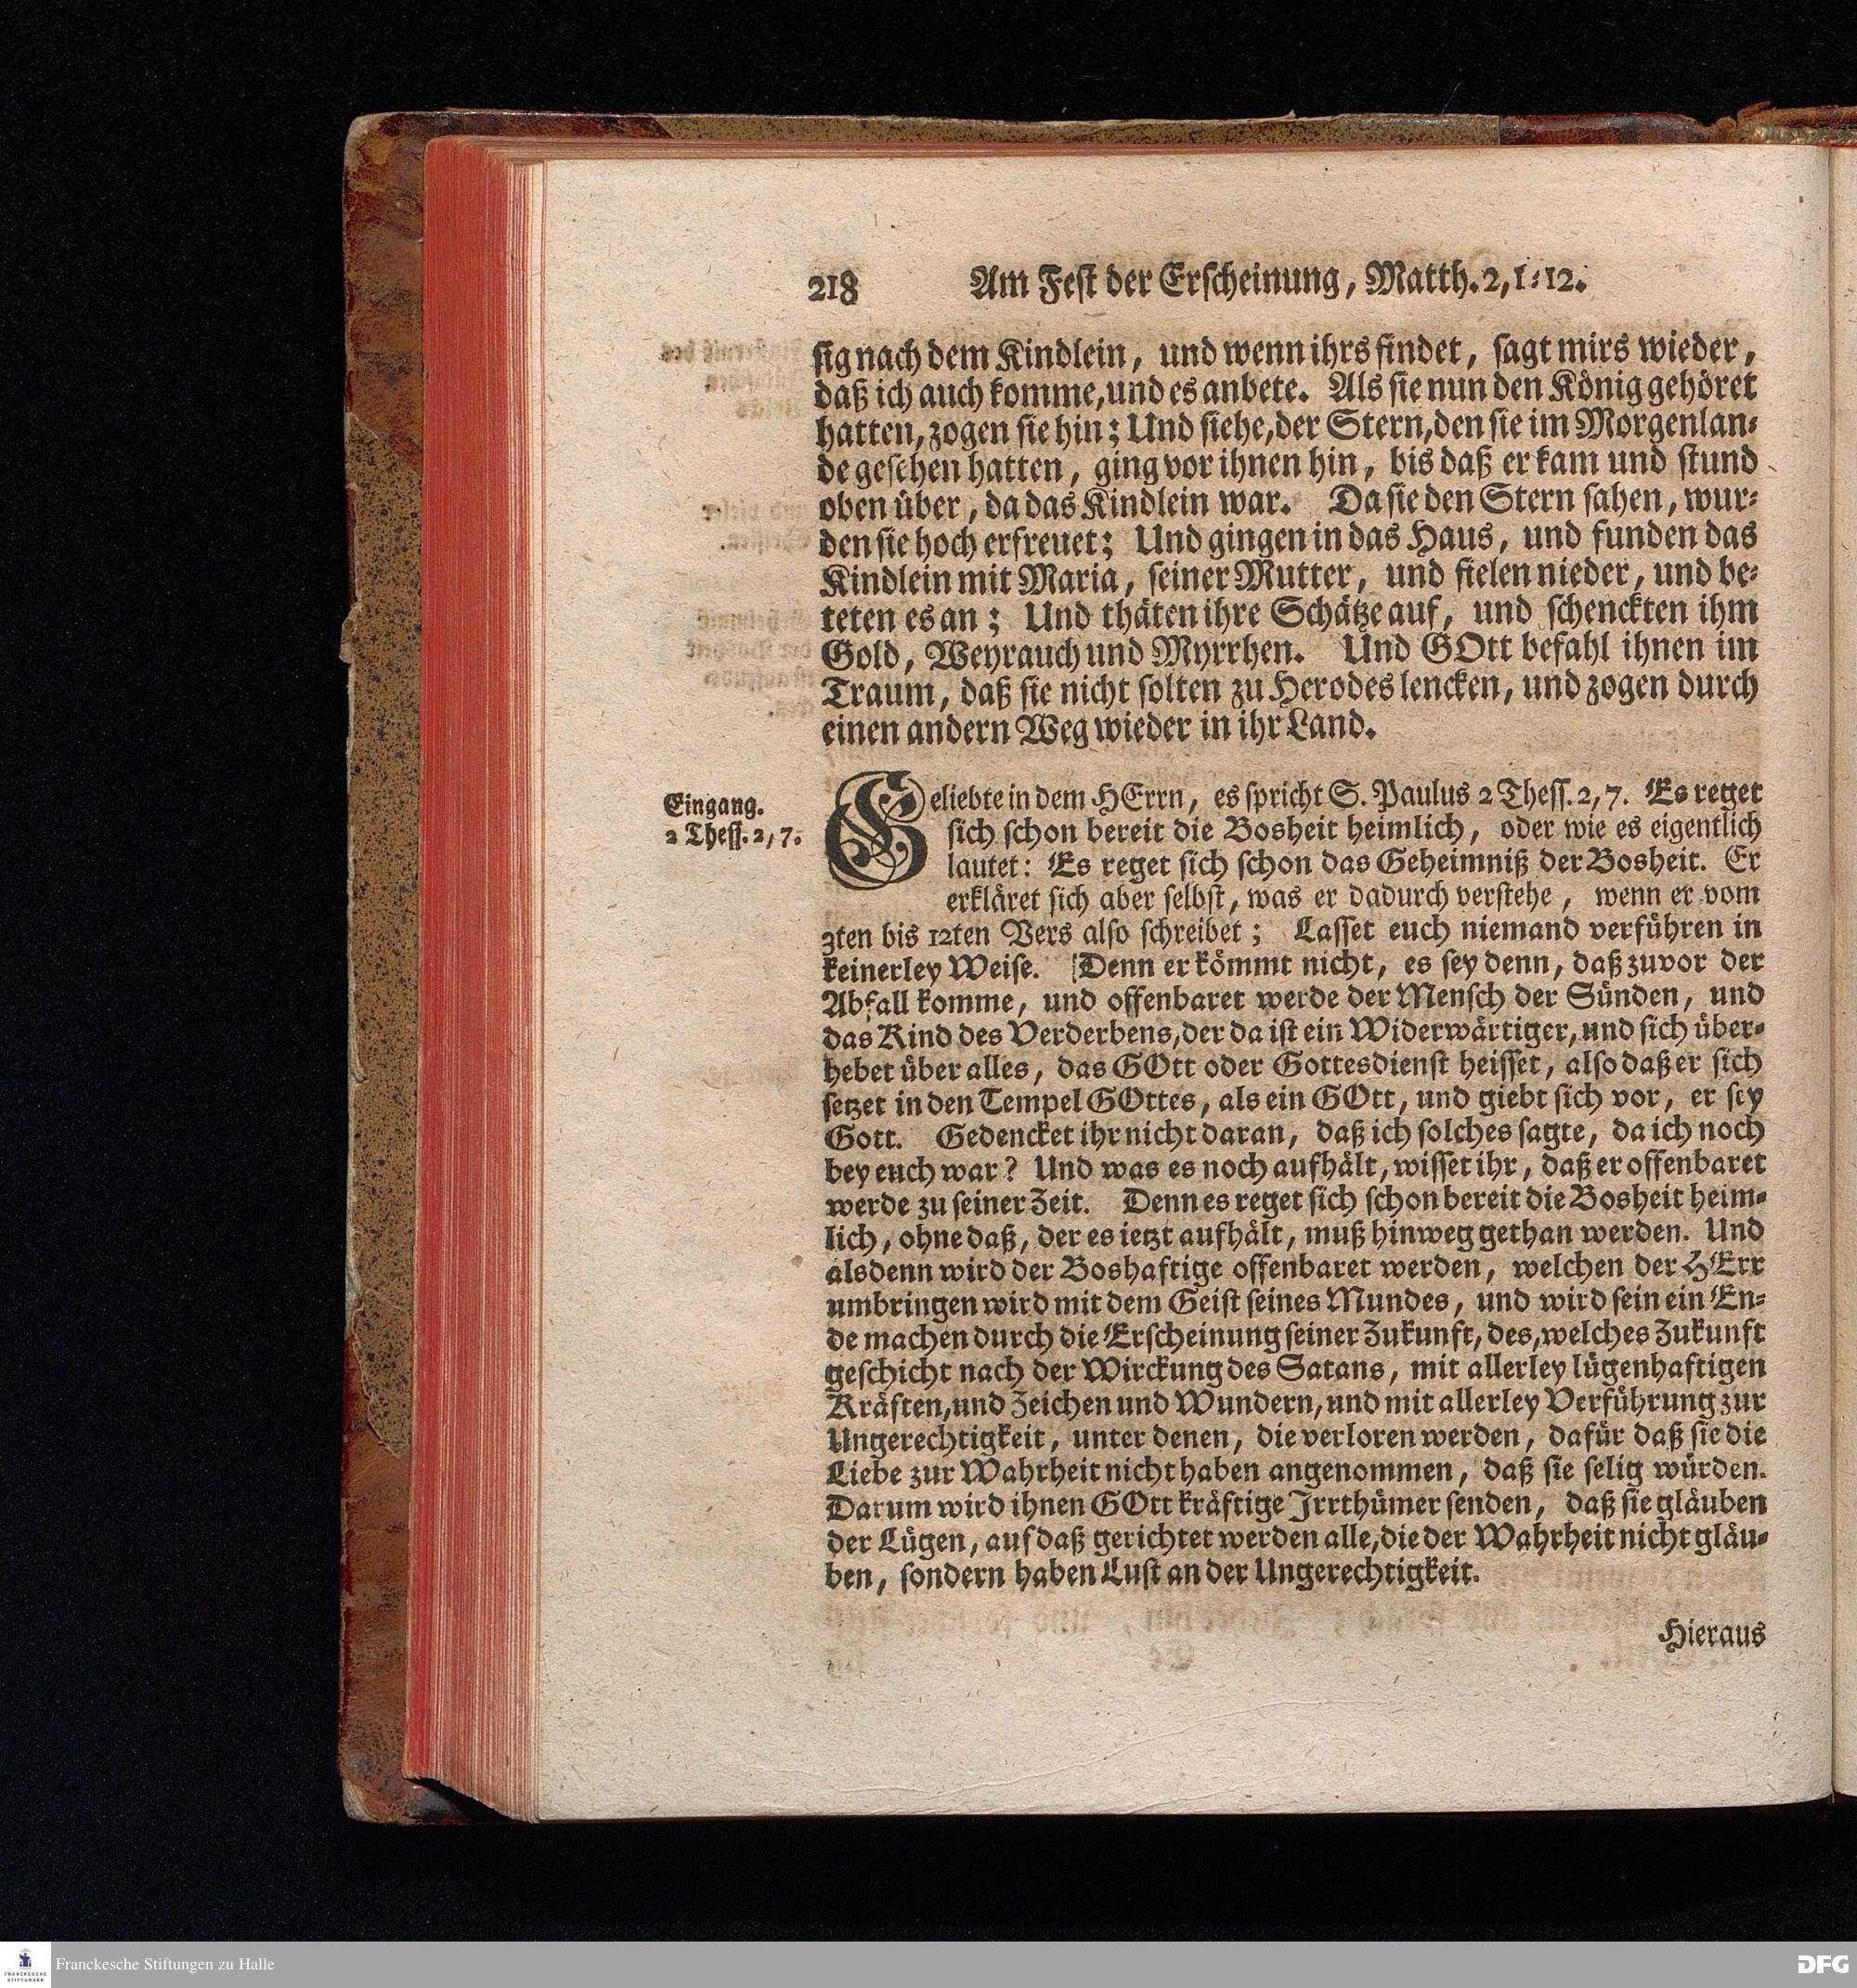 218 Am Fest der Erscheinung, Matth. 2, 1-12.
sig nach dem Kindlein, und wenn ihrs findet, sagt mirs wieder,
daß ich auch komme, und es anbete. Als sie nun den König gehöret
hatten, zogen sie hin; Und siehe, der Stern, den sie im Morgenlan-
de gesehen hatten, ging vor ihnen hin, bis daß er kam und stund
oben über, da das Kindlein war. Da sie den Stern sahen, wur-
den sie hoch erfreuet; Und gingen in das Haus, und funden das
Kindlein mit Maria, seiner Mutter, und fielen nieder, und be-
teten es an; Und thäten ihre Schätze auf, und schenckten ihm
Gold, Weyrauch und Myrrhen. Und GOtt befahl ihnen im
Traum, daß sie nicht solten zu Herodes lencken, und zogen durch
einen andern Weg wieder in ihr Land.
Eingang.
2 Thess. 2, 7.
Geliebte in dem HErrn, es spricht S. Paulus 2 Thess. 2, 7. Es reget
sich schon bereit die Bosheit heimlich, oder wie es eigentlich
lautet: Es reget sich schon das Geheimniß der Bosheit. Er
erkläret sich aber selbst, was er dadurch verstehe, wenn er vom
3ten bis 12ten Vers also schreibet; Lasset euch niemand verführen in
keinerley Weise. Denn er kömmt nicht, es sey denn, daß zuvor der
Abfall komme, und offenbaret werde der Mensch der Sünden, und
das Kind des Verderbens, der da ist ein Widerwärtiger, und sich über-
hebet über alles, das GOtt oder Gottesdienst heisset, also daß er sich
setzet in den Tempel GOttes, als ein GOtt, und giebt sich vor, er sey
Gott. Gedencket ihr nicht daran, daß ich solches sagte, da ich noch
bey euch war? Und was es noch aufhält, wisset ihr, daß er offenbaret
werde zu seiner Zeit. Denn es reget sich schon bereit die Bosheit heim-
lich, ohne daß, der es ietzt aufhält, muß hinweg gethan werden. Und
alsdenn wird der Boshaftige offenbaret werden, welchen der HErr
umbringen wird mit dem Geist seines Mundes, und wird sein ein En-
de machen durch die Erscheinung seiner Zukunft, des, welches Zukunft
geschicht nach der Wirckung des Satans, mit allerley lügenhaftigen
Kräften, und Zeichen und Wundern, und mit allerley Verführung zur
Ungerechtigkeit, unter denen, die verloren werden, dafür daß sie die
Liebe zur Wahrheit nicht haben angenommen, daß sie selig würden.
Darum wird ihnen GOtt kräftige Irrthümer senden, daß sie gläuben
der Lügen, auf daß gerichtet werden alle, die der Wahrheit nicht gläu-
ben, sondern haben Lust an der Ungerechtigkeit.
Hieraus
FRANCKESCHE
STIFTUNGEN
Franckesche Stiftungen zu Halle
DFG